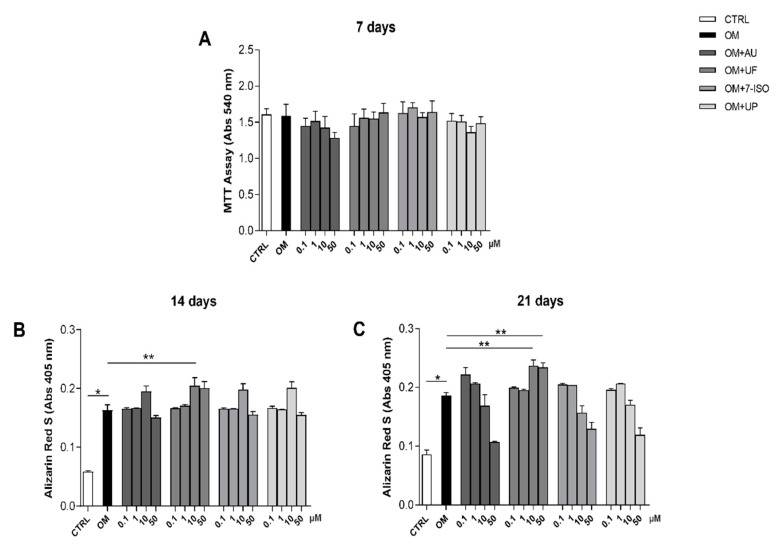 7 days
A
CTRL
OM
OM+AU
OM+UF
OM+7-ISO
OM+UP
MTT Assay (Abs 540 nm)
2.5
2.0
1.5
1.0
0.5
0.0
CTRL OM 0.1 1 10 50 0.1 1 10 50 0.1 1 10 50 0.1 1 10 50 µM
14 days
B
Alizarin Red S (Abs 405 nm)
0.3
0.2
0.1
0.0
*
**
CTRL OM 0.1 1 10 50 0.1 1 10 50 0.1 1 10 50 0.1 1 10 50 µM
21 days
C
Alizarin Red S (Abs 405 nm)
0.3
0.2
0.1
0.0
*
**
**
CTRL OM 0.1 1 10 50 0.1 1 10 50 0.1 1 10 50 0.1 1 10 50 µM